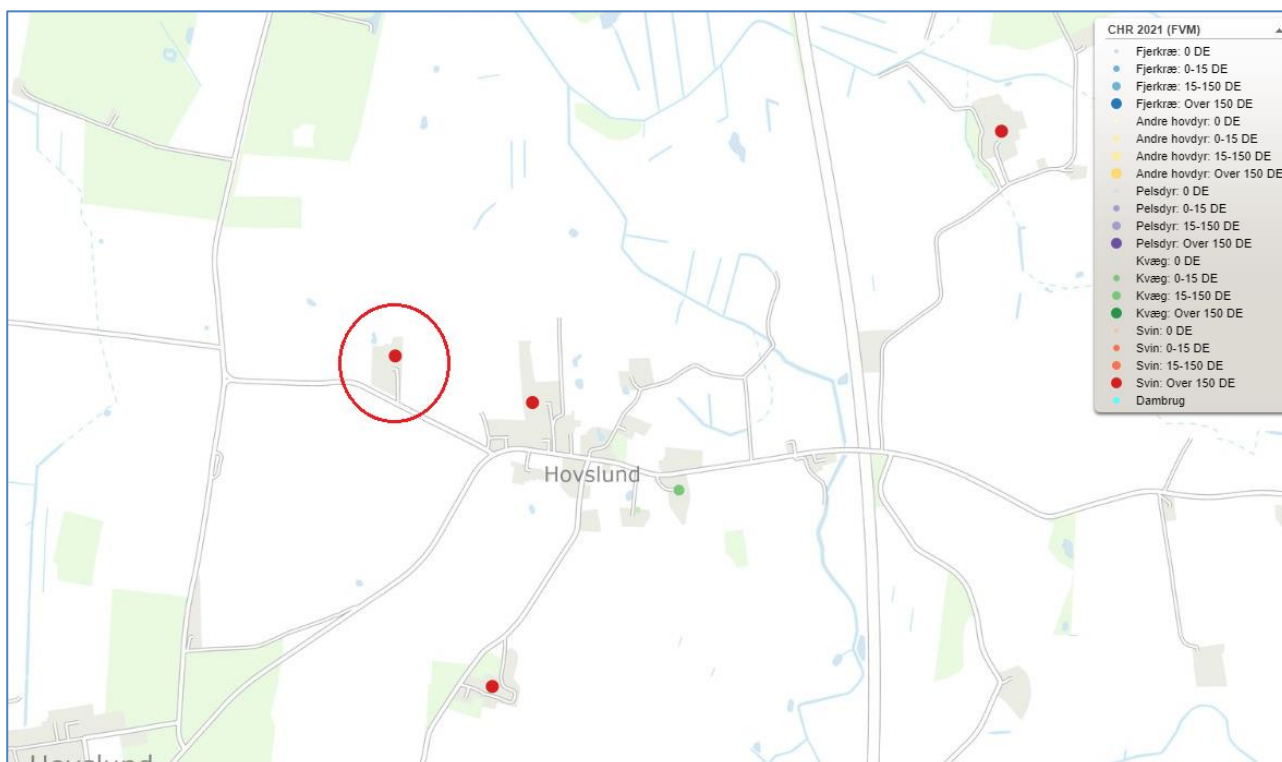 CHR 2021 (FVM)
Fjerkræ: 0 DE
Fjerkræ: 0-15 DE
Fjerkræ: 15-150 DE
Fjerkræ: Over 150 DE
Andre hovdyr: 0 DE
Andre hovdyr: 0-15 DE
Andre hovdyr: 15-150 DE
Andre hovdyr: Over 150 DE
Pelsdyr: 0 DE
Pelsdyr: 0-15 DE
Pelsdyr: 15-150 DE
Pelsdyr: Over 150 DE
Kvæg: 0 DE
Kvæg: 0-15 DE
Kvæg: 15-150 DE
Kvæg: Over 150 DE
Svin: 0 DE
Svin: 0-15 DE
Svin: 15-150 DE
Svin: Over 150 DE
Dambrug
Hovslund
Hovslund